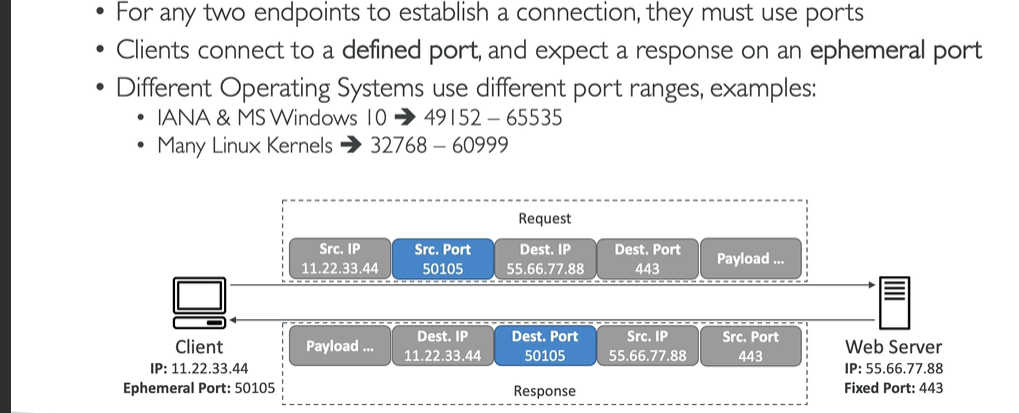 • For any two endpoints to establish a connection, they must use ports
• Clients connect to a defined port, and expect a response on an ephemeral port
• Different Operating Systems use different port ranges, examples:
• IANA & MS Windows 10 ➔ 49152 – 65535
• Many Linux Kernels ➔ 32768 – 60999
Request
Src. IP
11.22.33.44
Src. Port
50105
Dest. IP
55.66.77.88
Dest. Port
443
Payload ...
Client
IP: 11.22.33.44
Ephemeral Port: 50105
Payload ...
Dest. IP
11.22.33.44
Dest. Port
50105
Src. IP
55.66.77.88
Src. Port
443
Response
Web Server
IP: 55.66.77.88
Fixed Port: 443